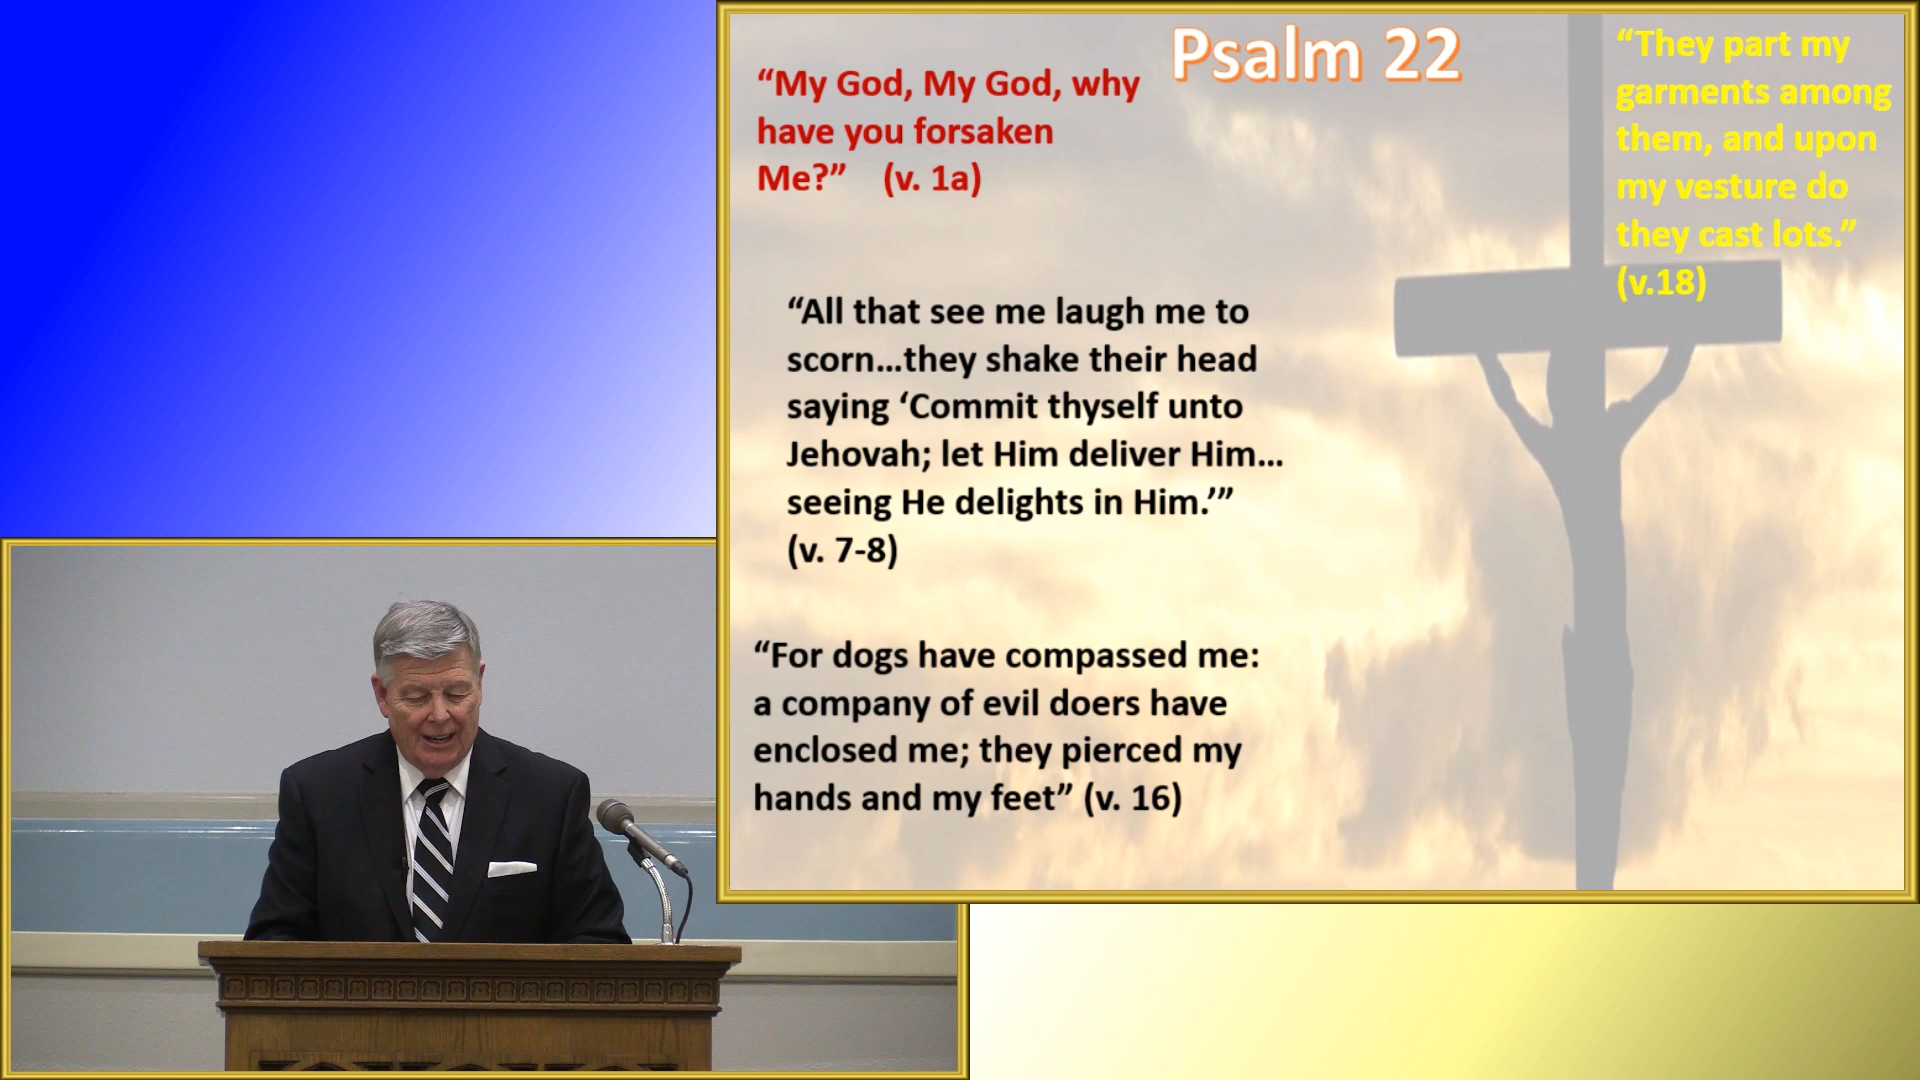 Psalm 22
“My God, My God, why
have you forsaken
Me?” (v. 1a)
“All that see me laugh me to
scorn…they shake their head
saying ‘Commit thyself unto
Jehovah; let Him deliver Him…
seeing He delights in Him.’”
(v. 7-8)
“For dogs have compassed me:
a company of evil doers have
enclosed me; they pierced my
hands and my feet” (v. 16)
“They part my
garments among
them, and upon
my vesture do
they cast lots.”
(v.18)